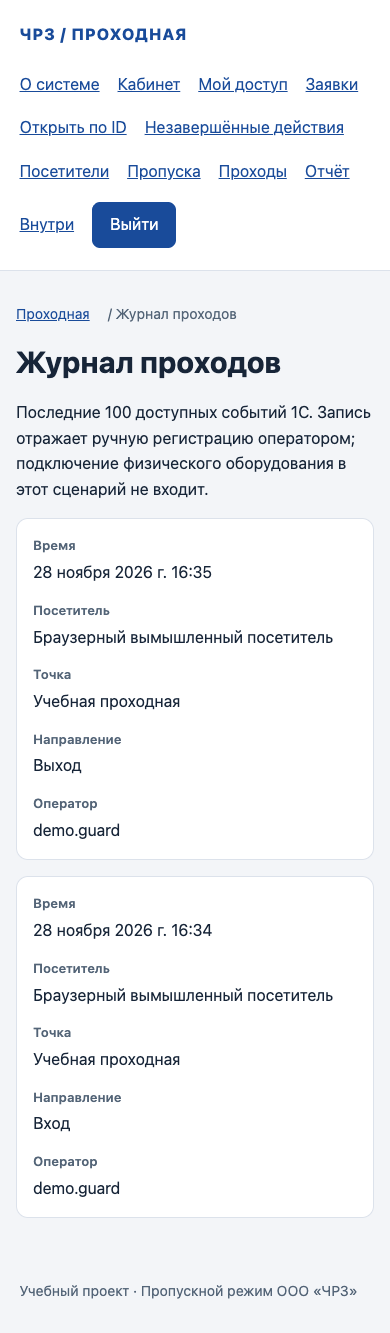 ЧРЗ / ПРОХОДНАЯ
О системе Кабинет Мой доступ Заявки
Открыть по ID Незавершённые действия
Посетители Пропуска Проходы Отчёт
Внутри Выйти
Проходная / Журнал проходов
Журнал проходов
Последние 100 доступных событий 1С. Запись
отражает ручную регистрацию оператором;
подключение физического оборудования в
этот сценарий не входит.
Время
28 ноября 2026 г. 16:35
Посетитель
Браузерный вымышленный посетитель
Точка
Учебная проходная
Направление
Выход
Оператор
demo.guard
Время
28 ноября 2026 г. 16:34
Посетитель
Браузерный вымышленный посетитель
Точка
Учебная проходная
Направление
Вход
Оператор
demo.guard
Учебный проект · Пропускной режим ООО «ЧРЗ»